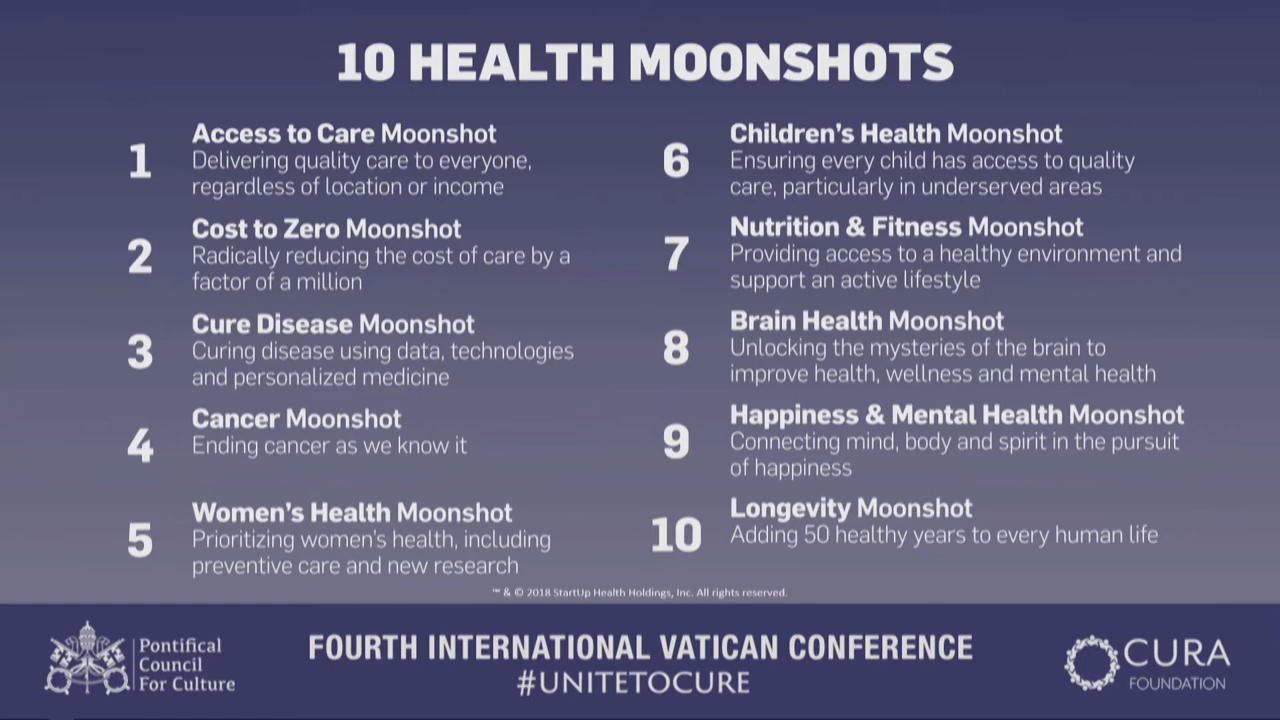 10 HEALTH MOONSHOTS
1
Access to Care Moonshot
Delivering quality care to everyone,
regardless of location or income
2
Cost to Zero Moonshot
Radically reducing the cost of care by a
factor of a million
3
Cure Disease Moonshot
Curing disease using data, technologies
and personalized medicine
4
Cancer Moonshot
Ending cancer as we know it
5
Women's Health Moonshot
Prioritizing women's health, including
preventive care and new research
6
Children's Health Moonshot
Ensuring every child has access to quality
care, particularly in underserved areas
7
Nutrition & Fitness Moonshot
Providing access to a healthy environment and
support an active lifestyle
8
Brain Health Moonshot
Unlocking the mysteries of the brain to
improve health, wellness and mental health
9
Happiness & Mental Health Moonshot
Connecting mind, body and spirit in the pursuit
of happiness
10
Longevity Moonshot
Adding 50 healthy years to every human life
™ & © 2018 StartUp Health Holdings, Inc. All rights reserved.
Pontifical
Council
For Culture
FOURTH INTERNATIONAL VATICAN CONFERENCE
#UNITETOCURE
CURA
FOUNDATION